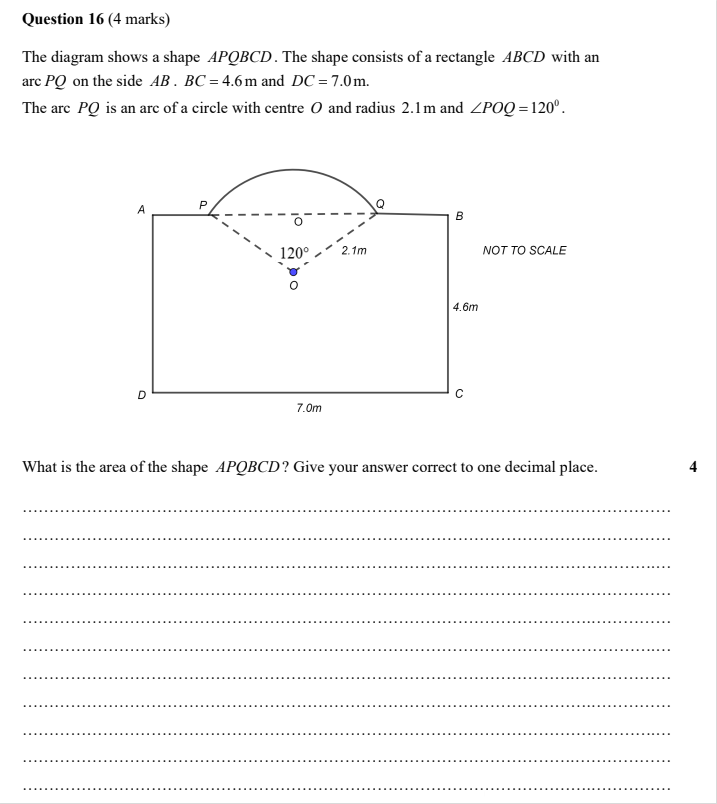 Question 16 (4 marks)
The diagram shows a shape APQBCD. The shape consists of a rectangle ABCD with an
arc PQ on the side AB. BC = 4.6 m and DC = 7.0 m.
The arc PQ is an arc of a circle with centre O and radius 2.1 m and ∠POQ = 120⁰.
A
P
Q
B
O
120°
2.1m
NOT TO SCALE
O
4.6m
D
C
7.0m
What is the area of the shape APQBCD? Give your answer correct to one decimal place. 4